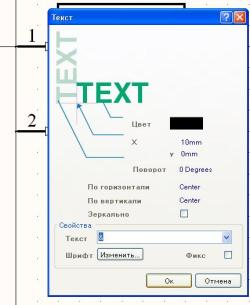 Текст
1
TEXT
TEXT
2
Цвет
X 10mm
y 0mm
Поворот 0 Degrees
По горизонтали Center
По вертикали Center
Зеркально
Свойства
Текст 6
Шрифт Изменить... Фикс
Ок Отмена